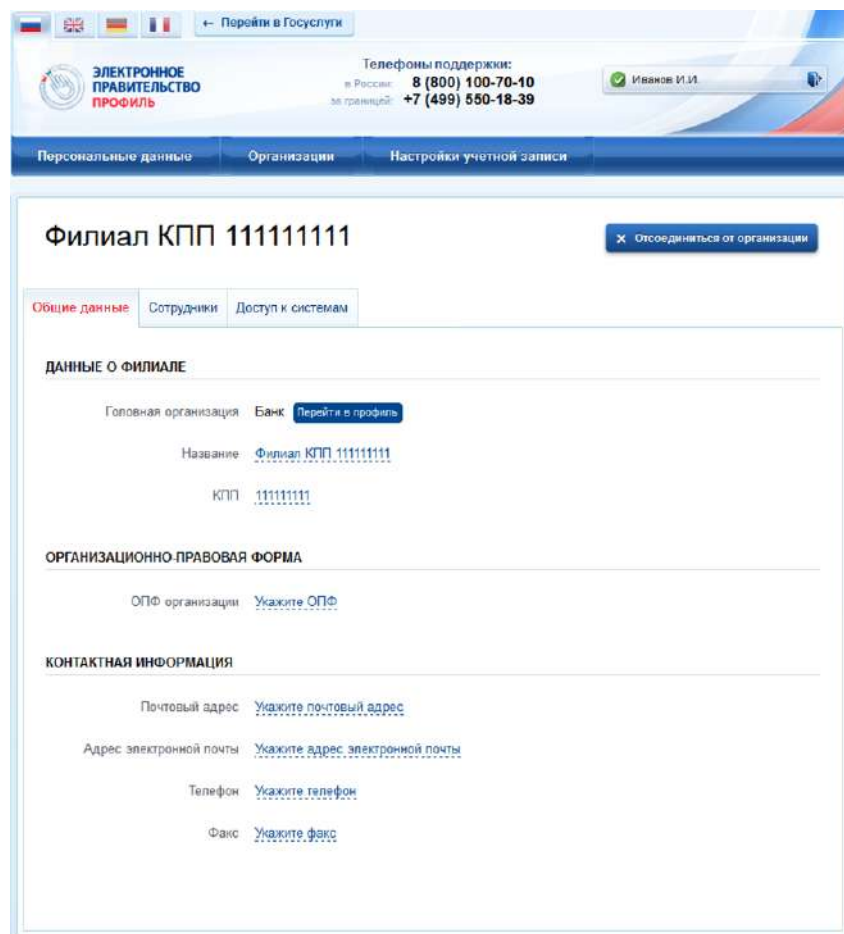 ← Перейти в Госуслуги
ЭЛЕКТРОННОЕ
ПРАВИТЕЛЬСТВО
ПРОФИЛЬ
Телефоны поддержки:
в России: 8 (800) 100-70-10
за границей: +7 (499) 550-18-39
Иванов И.И.
Персональные данные Организации Настройки учетной записи
Филиал КПП 111111111
X Отсоединиться от организации
Общие данные Сотрудники Доступ к системам
ДАННЫЕ О ФИЛИАЛЕ
Головная организация Банк Перейти в профиль
Название Филиал КПП 111111111
КПП 111111111
ОРГАНИЗАЦИОННО-ПРАВОВАЯ ФОРМА
ОПФ организации Укажите ОПФ
КОНТАКТНАЯ ИНФОРМАЦИЯ
Почтовый адрес Укажите почтовый адрес
Адрес электронной почты Укажите адрес электронной почты
Телефон Укажите телефон
Факс Укажите факс